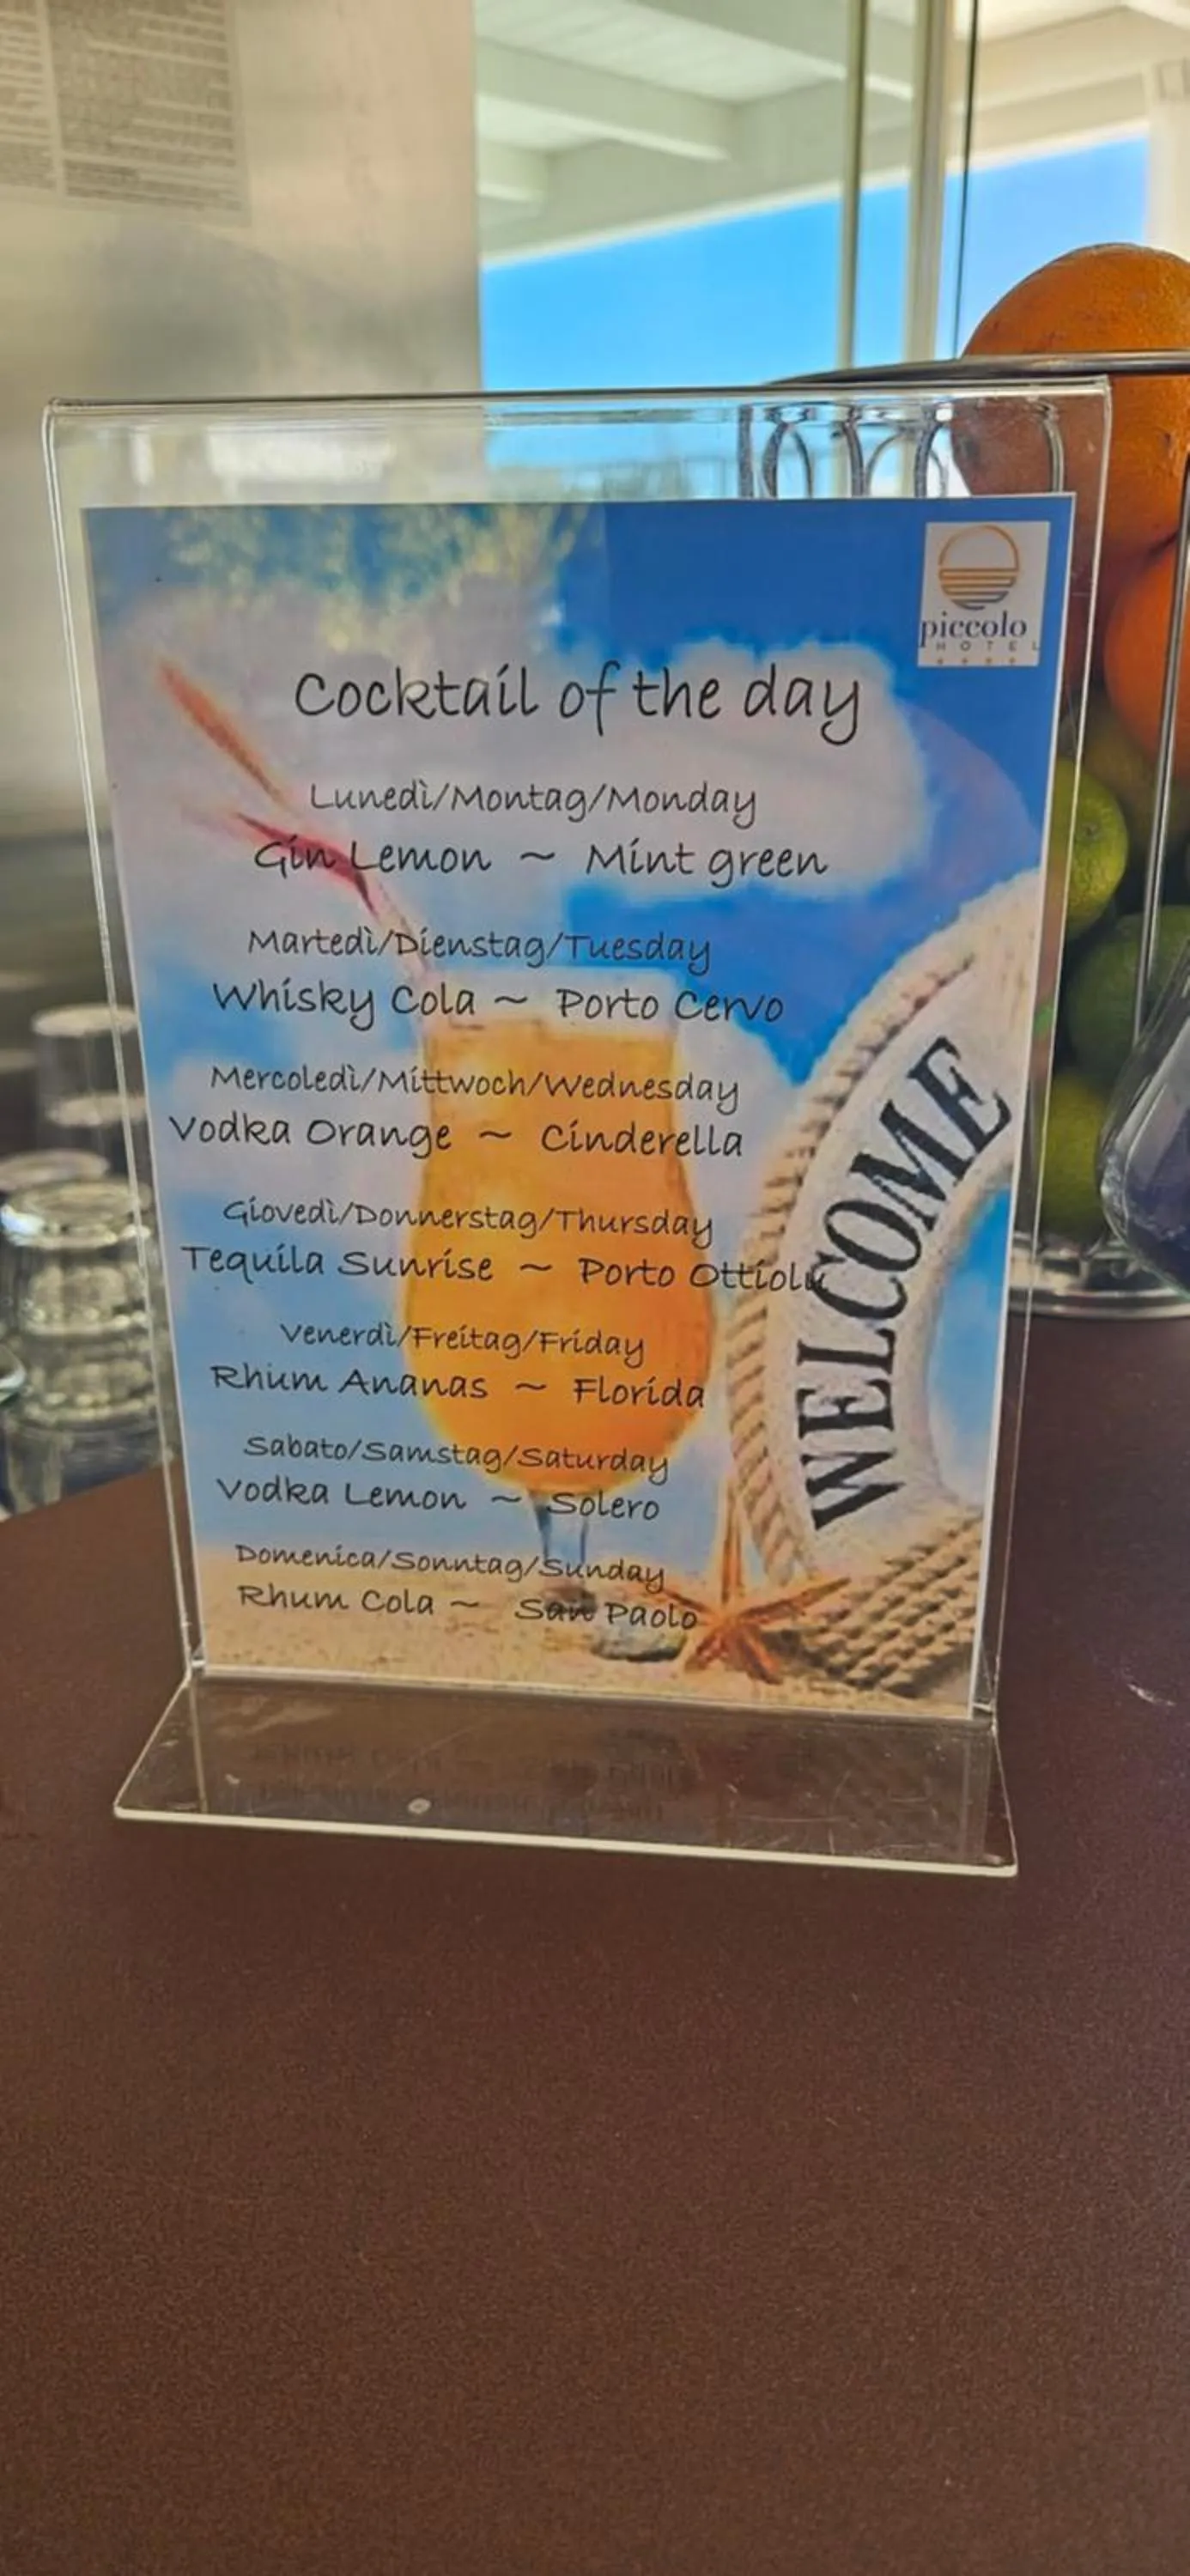 piccolo
HOTEL
Cocktail of the day
Lunedì/Montag/Monday
Gin Lemon ~ Mint green
Martedì/Dienstag/Tuesday
Whisky Cola ~ Porto Cervo
Mercoledì/Mittwoch/Wednesday
Vodka Orange ~ Cinderella
Giovedì/Donnerstag/Thursday
Tequila Sunrise ~ Porto Ottiolu
Venerdì/Freitag/Friday
Rhum Ananas ~ Florida
Sabato/Samstag/Saturday
Vodka Lemon ~ Solero
Domenica/Sonntag/Sunday
Rhum Cola ~ San Paolo
WELCOME